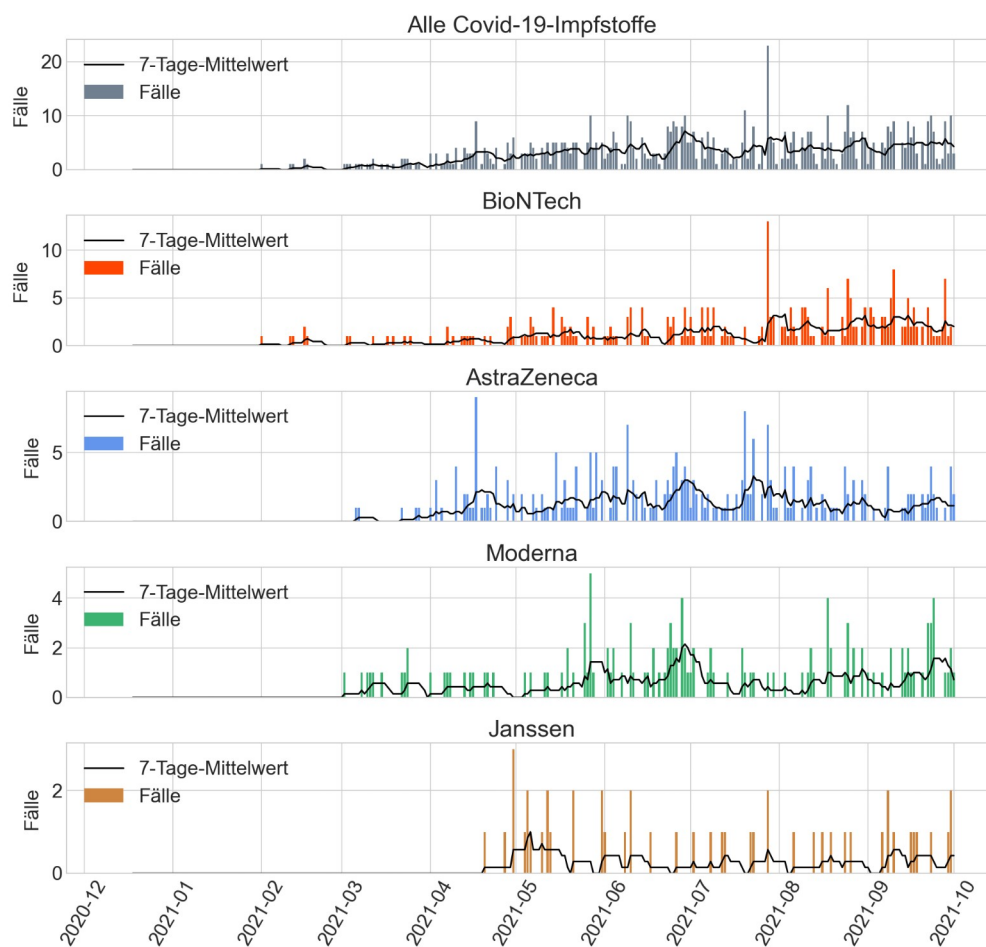 Alle Covid-19-Impfstoffe
Fälle
20
10
0
7-Tage-Mittelwert
Fälle
BioNTech
Fälle
10
5
0
7-Tage-Mittelwert
Fälle
AstraZeneca
Fälle
5
0
7-Tage-Mittelwert
Fälle
Moderna
Fälle
4
2
0
7-Tage-Mittelwert
Fälle
Janssen
Fälle
2
0
7-Tage-Mittelwert
Fälle
2020-12
2021-01
2021-02
2021-03
2021-04
2021-05
2021-06
2021-07
2021-08
2021-09
2021-10